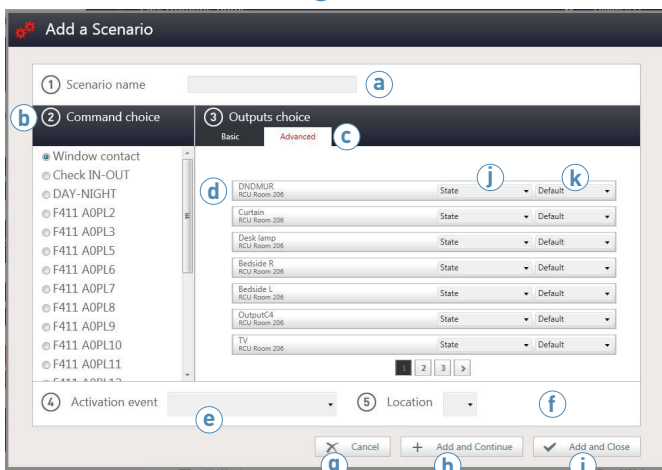 Add a Scenario
1 Scenario name
a
b
2 Command choice
3 Outputs choice
Basic Advanced
c
Window contact
Check IN-OUT
DAY-NIGHT
F411 A0PL2
F411 A0PL3
F411 A0PL5
F411 A0PL6
F411 A0PL7
F411 A0PL8
F411 A0PL9
F411 A0PL10
F411 A0PL11
F411 A0PL12
j k
d
DNDMUR State Default
RCU Room 206
Curtain State Default
RCU Room 206
Desk lamp State Default
RCU Room 206
Bedside R State Default
RCU Room 206
Bedside L State Default
RCU Room 206
OutputC4 State Default
RCU Room 206
TV State Default
RCU Room 206
1 2 3 >
4 Activation event
e
5 Location
f
Cancel + Add and Continue Add and Close
g h i